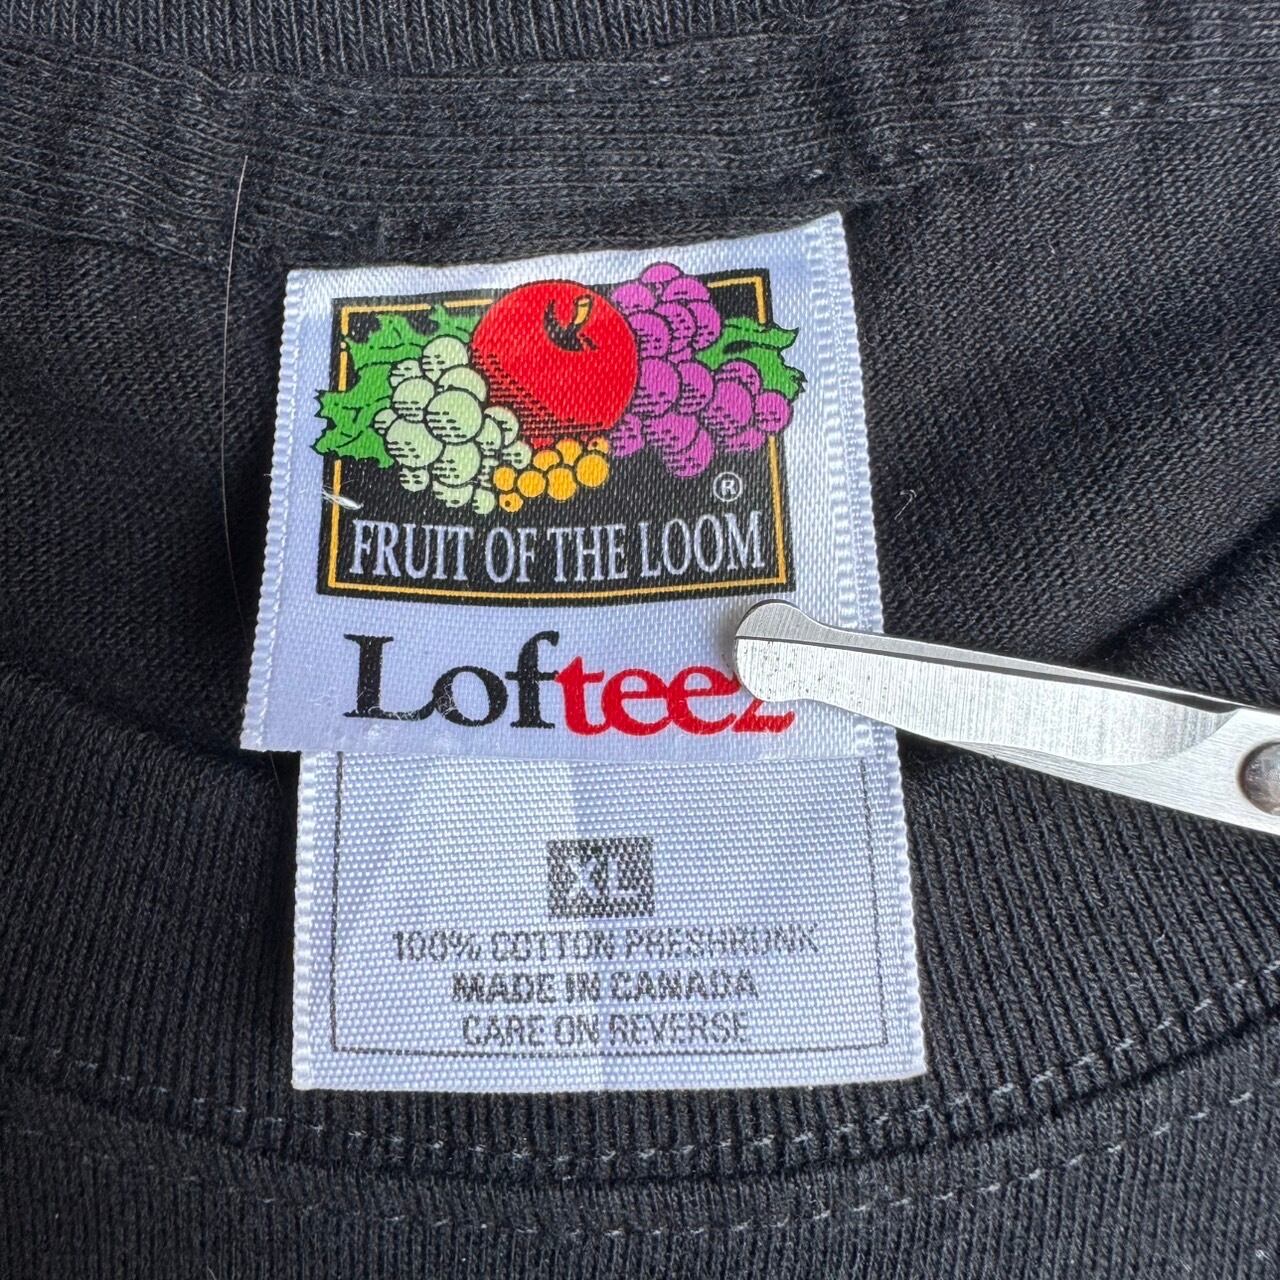 ®
FRUIT OF THE LOOM
Lofteez
XL
100% COTTON PRESHRUNK
MADE IN CANADA
CARE ON REVERSE